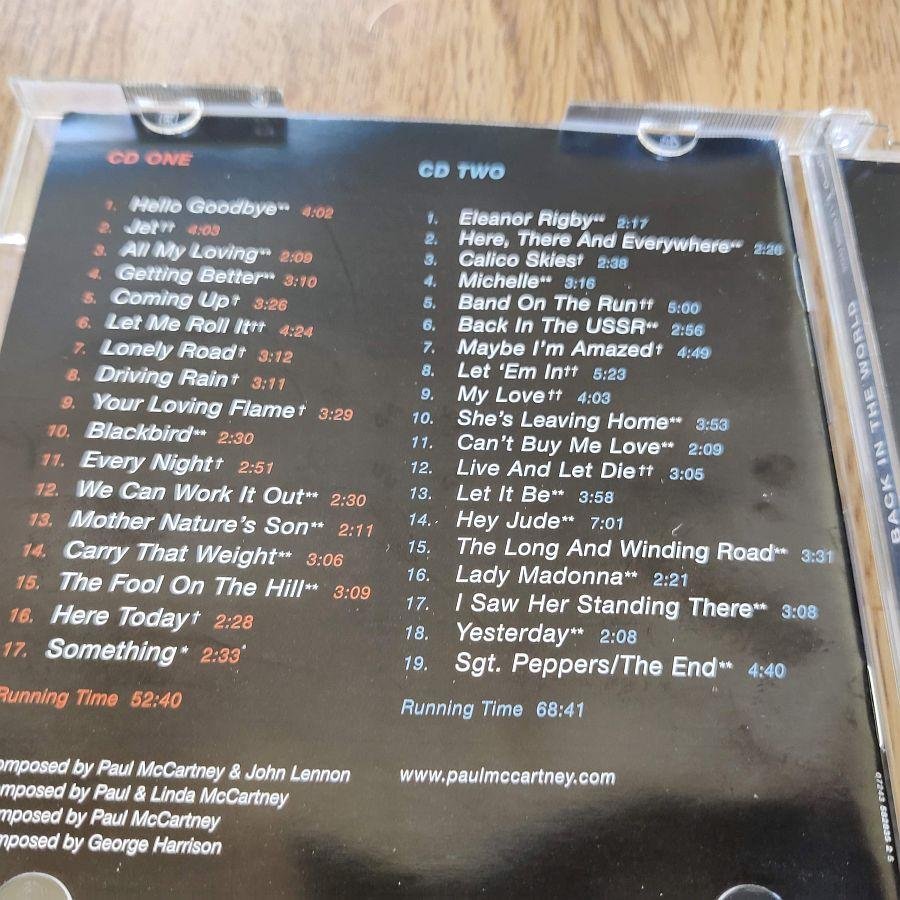 CD ONE
1. Hello Goodbye** 4:02
2. Jet†† 4:03
3. All My Loving** 2:09
4. Getting Better** 3:10
5. Coming Up† 3:26
6. Let Me Roll It†† 4:24
7. Lonely Road† 3:12
8. Driving Rain† 3:11
9. Your Loving Flame† 3:29
10. Blackbird** 2:30
11. Every Night† 2:51
12. We Can Work It Out** 2:30
13. Mother Nature's Son** 2:11
14. Carry That Weight** 3:06
15. The Fool On The Hill** 3:09
16. Here Today† 2:28
17. Something* 2:33
Running Time 52:40
omposed by Paul McCartney & John Lennon
mposed by Paul & Linda McCartney
mposed by Paul McCartney
mposed by George Harrison
CD TWO
1. Eleanor Rigby** 2:17
2. Here, There And Everywhere** 2:26
3. Calico Skies† 2:38
4. Michelle** 3:16
5. Band On The Run†† 5:00
6. Back In The USSR** 2:56
7. Maybe I'm Amazed† 4:49
8. Let 'Em In†† 5:23
9. My Love†† 4:03
10. She's Leaving Home** 3:53
11. Can't Buy Me Love** 2:09
12. Live And Let Die†† 3:05
13. Let It Be** 3:58
14. Hey Jude** 7:01
15. The Long And Winding Road** 3:31
16. Lady Madonna** 2:21
17. I Saw Her Standing There** 3:08
18. Yesterday** 2:08
19. Sgt. Peppers/The End** 4:40
Running Time 68:41
www.paulmccartney.com
BACK IN THE WORLD